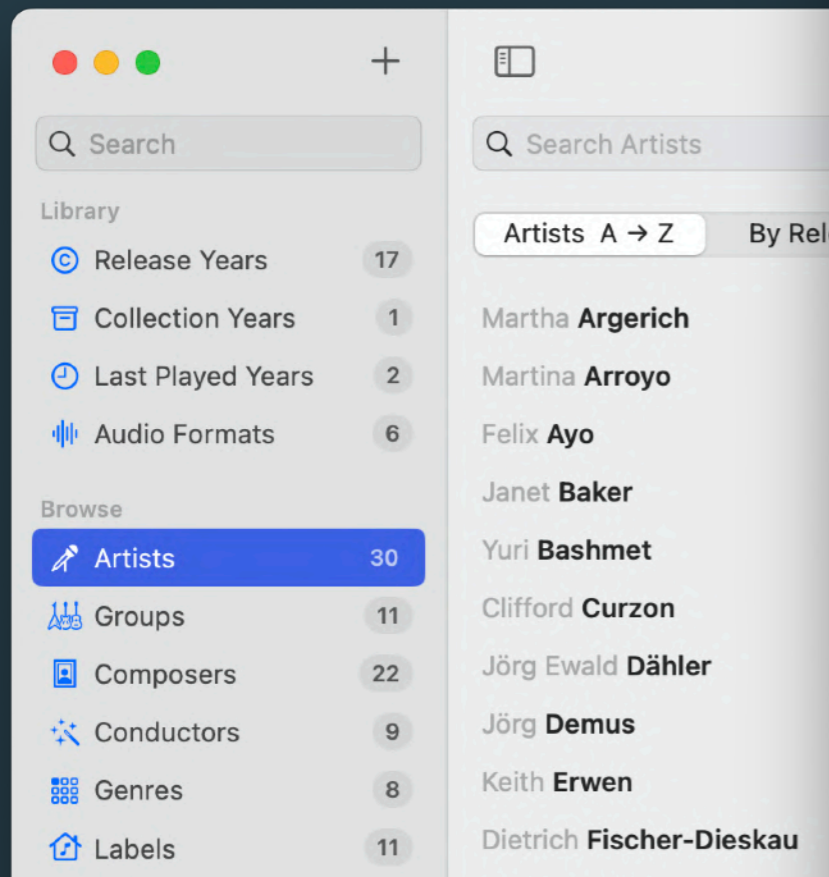 Search
Library
Release Years 17
Collection Years 1
Last Played Years 2
Audio Formats 6
Browse
Artists 30
Groups 11
Composers 22
Conductors 9
Genres 8
Labels 11
Search Artists
Artists A → Z By Rel
Martha Argerich
Martina Arroyo
Felix Ayo
Janet Baker
Yuri Bashmet
Clifford Curzon
Jörg Ewald Dähler
Jörg Demus
Keith Erwen
Dietrich Fischer-Dieskau